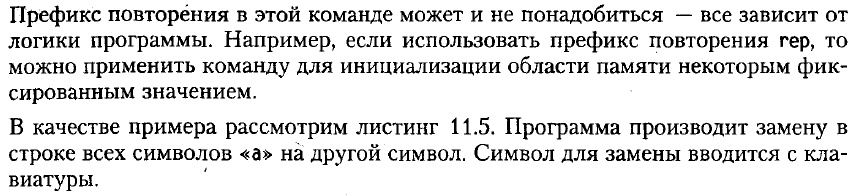 Префикс повторения в этой команде может и не понадобиться — все зависит от
логики программы. Например, если использовать префикс повторения rep, то
можно применить команду для инициализации области памяти некоторым фик-
сированным значением.
В качестве примера рассмотрим листинг 11.5. Программа производит замену в
строке всех символов «а» на другой символ. Символ для замены вводится с кла-
виатуры.